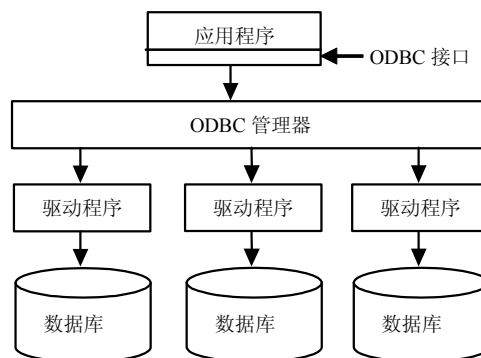 应用程序
ODBC 接口
ODBC 管理器
驱动程序 驱动程序 驱动程序
数据库 数据库 数据库